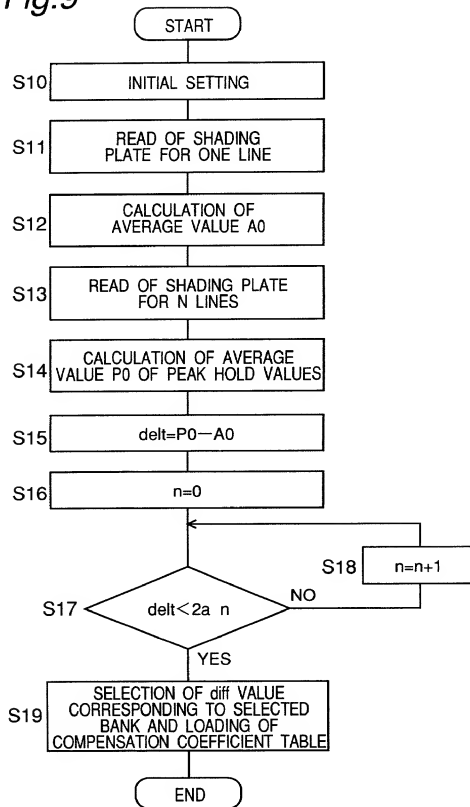 Fig.9
START
S10
INITIAL SETTING
S11
READ OF SHADING
PLATE FOR ONE LINE
S12
CALCULATION OF
AVERAGE VALUE A0
S13
READ OF SHADING PLATE
FOR N LINES
S14
CALCULATION OF AVERAGE
VALUE P0 OF PEAK HOLD VALUES
S15
delt=P0—A0
S16
n=0
S18
n=n+1
S17
delt<2a n
NO
YES
S19
SELECTION OF diff VALUE
CORRESPONDING TO SELECTED
BANK AND LOADING OF
COMPENSATION COEFFICIENT TABLE
END